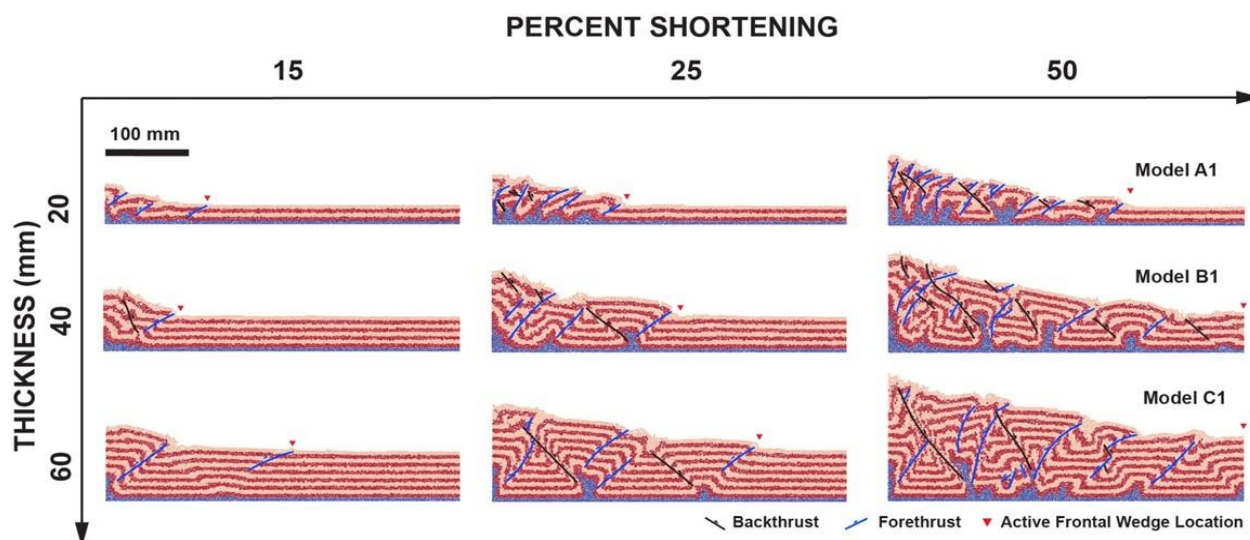 PERCENT SHORTENING
15 25 50
100 mm
THICKNESS (mm)
20
Model A1
40
Model B1
60
Model C1
Backthrust Forethrust Active Frontal Wedge Location